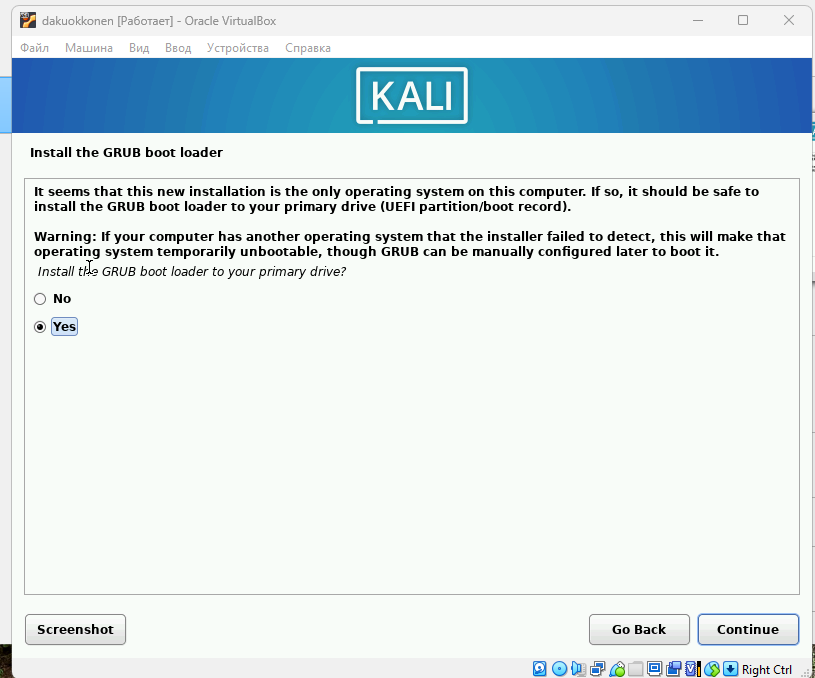 dakuokkonen [Работает] - Oracle VirtualBox
Файл Машина Вид Ввод Устройства Справка
KALI
Install the GRUB boot loader
It seems that this new installation is the only operating system on this computer. If so, it should be safe to
install the GRUB boot loader to your primary drive (UEFI partition/boot record).
Warning: If your computer has another operating system that the installer failed to detect, this will make that
operating system temporarily unbootable, though GRUB can be manually configured later to boot it.
Install the GRUB boot loader to your primary drive?
No
Yes
Screenshot Go Back Continue
Right Ctrl